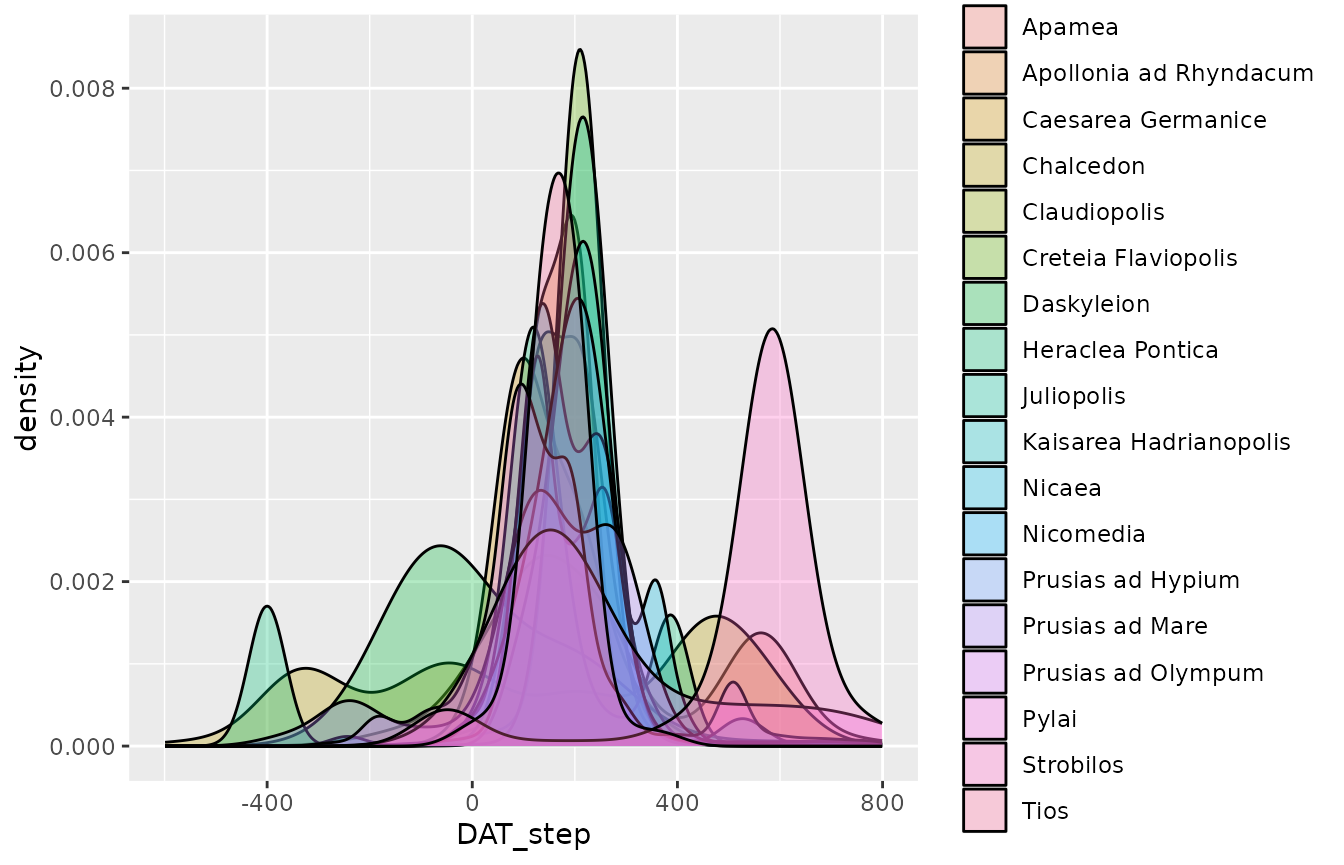 density
0.008
0.006
0.004
0.002
0.000
-400
0
400
800
DAT_step
Apamea
Apollonia ad Rhyndacum
Caesarea Germanice
Chalcedon
Claudiopolis
Creteia Flaviopolis
Daskyleion
Heraclea Pontica
Juliopolis
Kaisarea Hadrianopolis
Nicaea
Nicomedia
Prusias ad Hypium
Prusias ad Mare
Prusias ad Olympum
Pylai
Strobilos
Tios